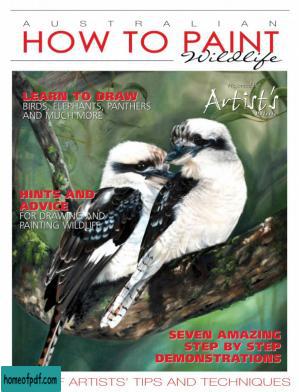 AUSTRALIAN
HOW TO PAINT
Wildlife
LEARN TO DRAW
BIRDS, ELEPHANTS, PANTHERS
AND MUCH MORE
Artist's
HINTS AND
ADVICE
FOR DRAWING AND
PAINTING WILDLIFE
SEVEN AMAZING
STEP BY STEP
DEMONSTRATIONS
F ARTISTS' TIPS AND TECHNIQUES
homeofpdf.com